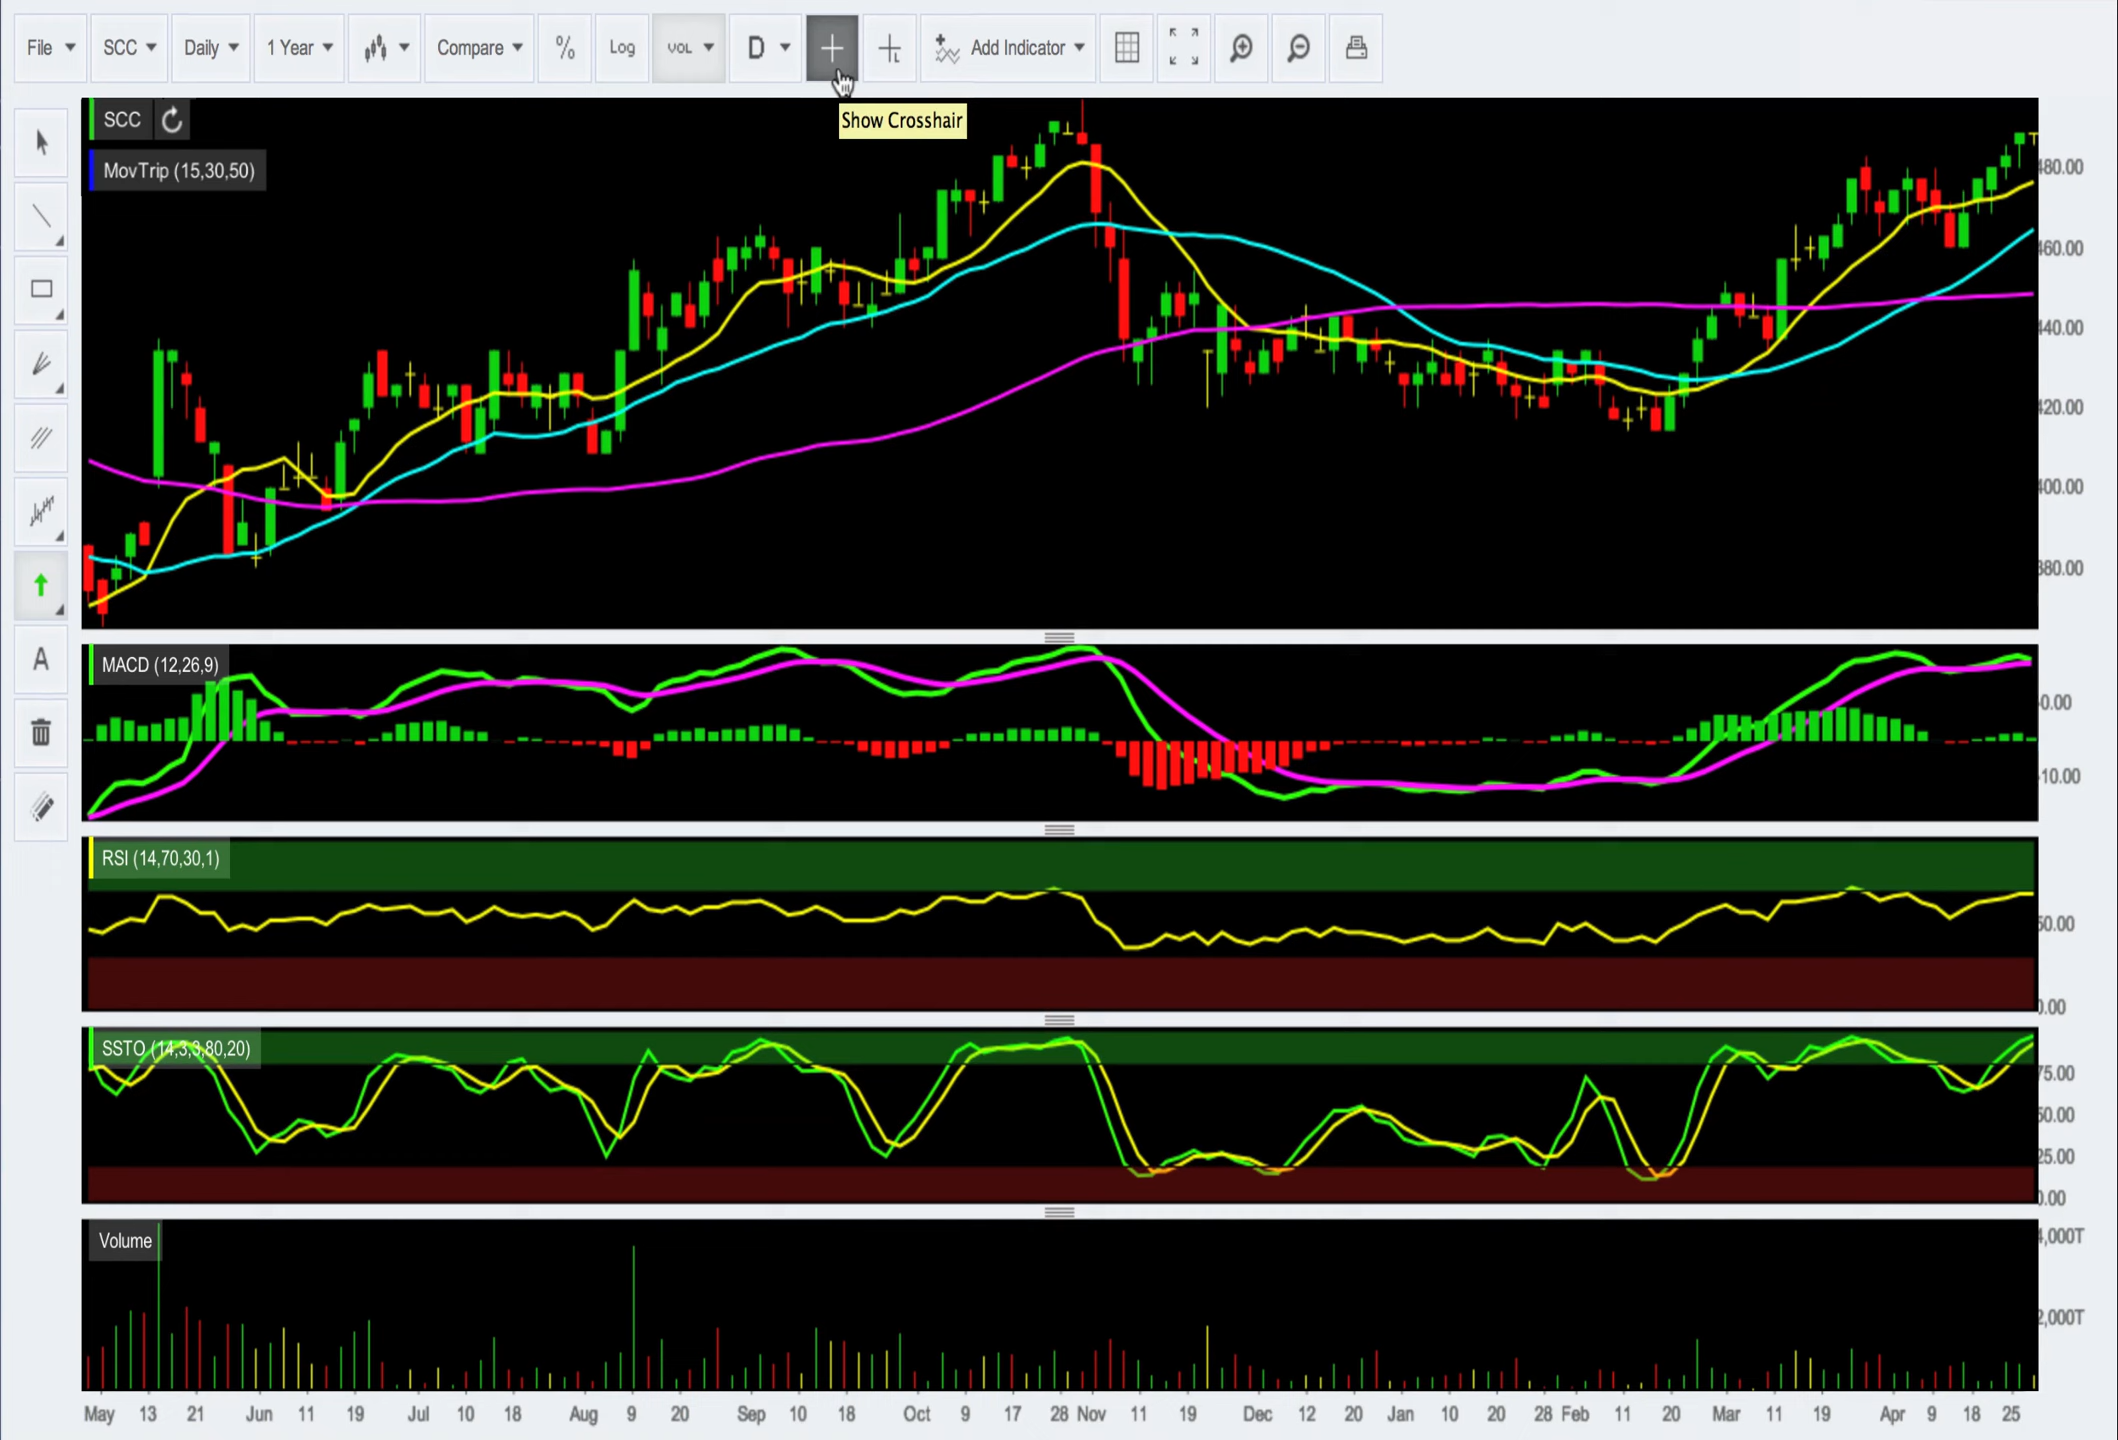 File SCC Daily 1 Year Compare % Log VOL D Add Indicator
Show Crosshair
SCC
MovTrip (15,30,50)
480.00
460.00
440.00
420.00
400.00
380.00
MACD (12,26,9)
0.00
-10.00
RSI (14,70,30,1)
50.00
0.00
SSTO (14,3,3,80,20)
75.00
50.00
25.00
0.00
Volume
4,000T
2,000T
A
May 13 21 Jun 11 19 Jul 10 18 Aug 9 20 Sep 10 18 Oct 9 17 28 Nov 11 19 Dec 12 20 Jan 10 20 28 Feb 11 20 Mar 11 19 Apr 9 18 25